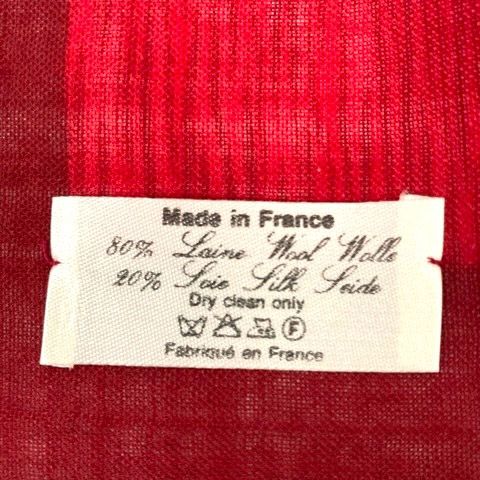 Made in France
80% Laine Wool Wolle
20% Soie Silk Seide
Dry clean only
F
Fabriqué en France